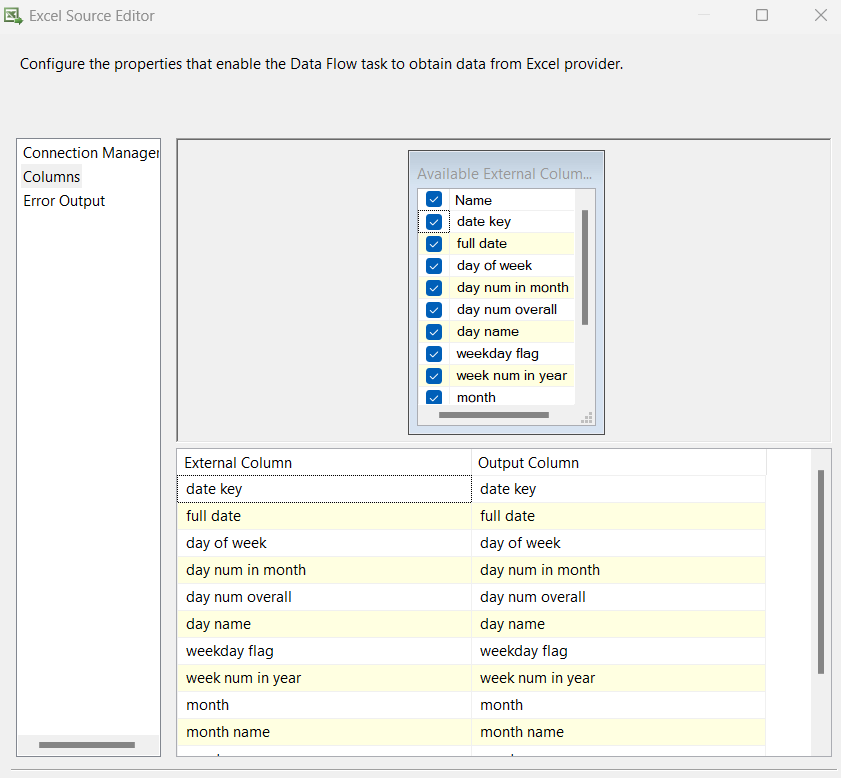 Excel Source Editor
Configure the properties that enable the Data Flow task to obtain data from Excel provider.
Connection Manager
Columns
Error Output
Available External Colum...
Name
date key
full date
day of week
day num in month
day num overall
day name
weekday flag
week num in year
month
External Column Output Column
date key date key
full date full date
day of week day of week
day num in month day num in month
day num overall day num overall
day name day name
weekday flag weekday flag
week num in year week num in year
month month
month name month name